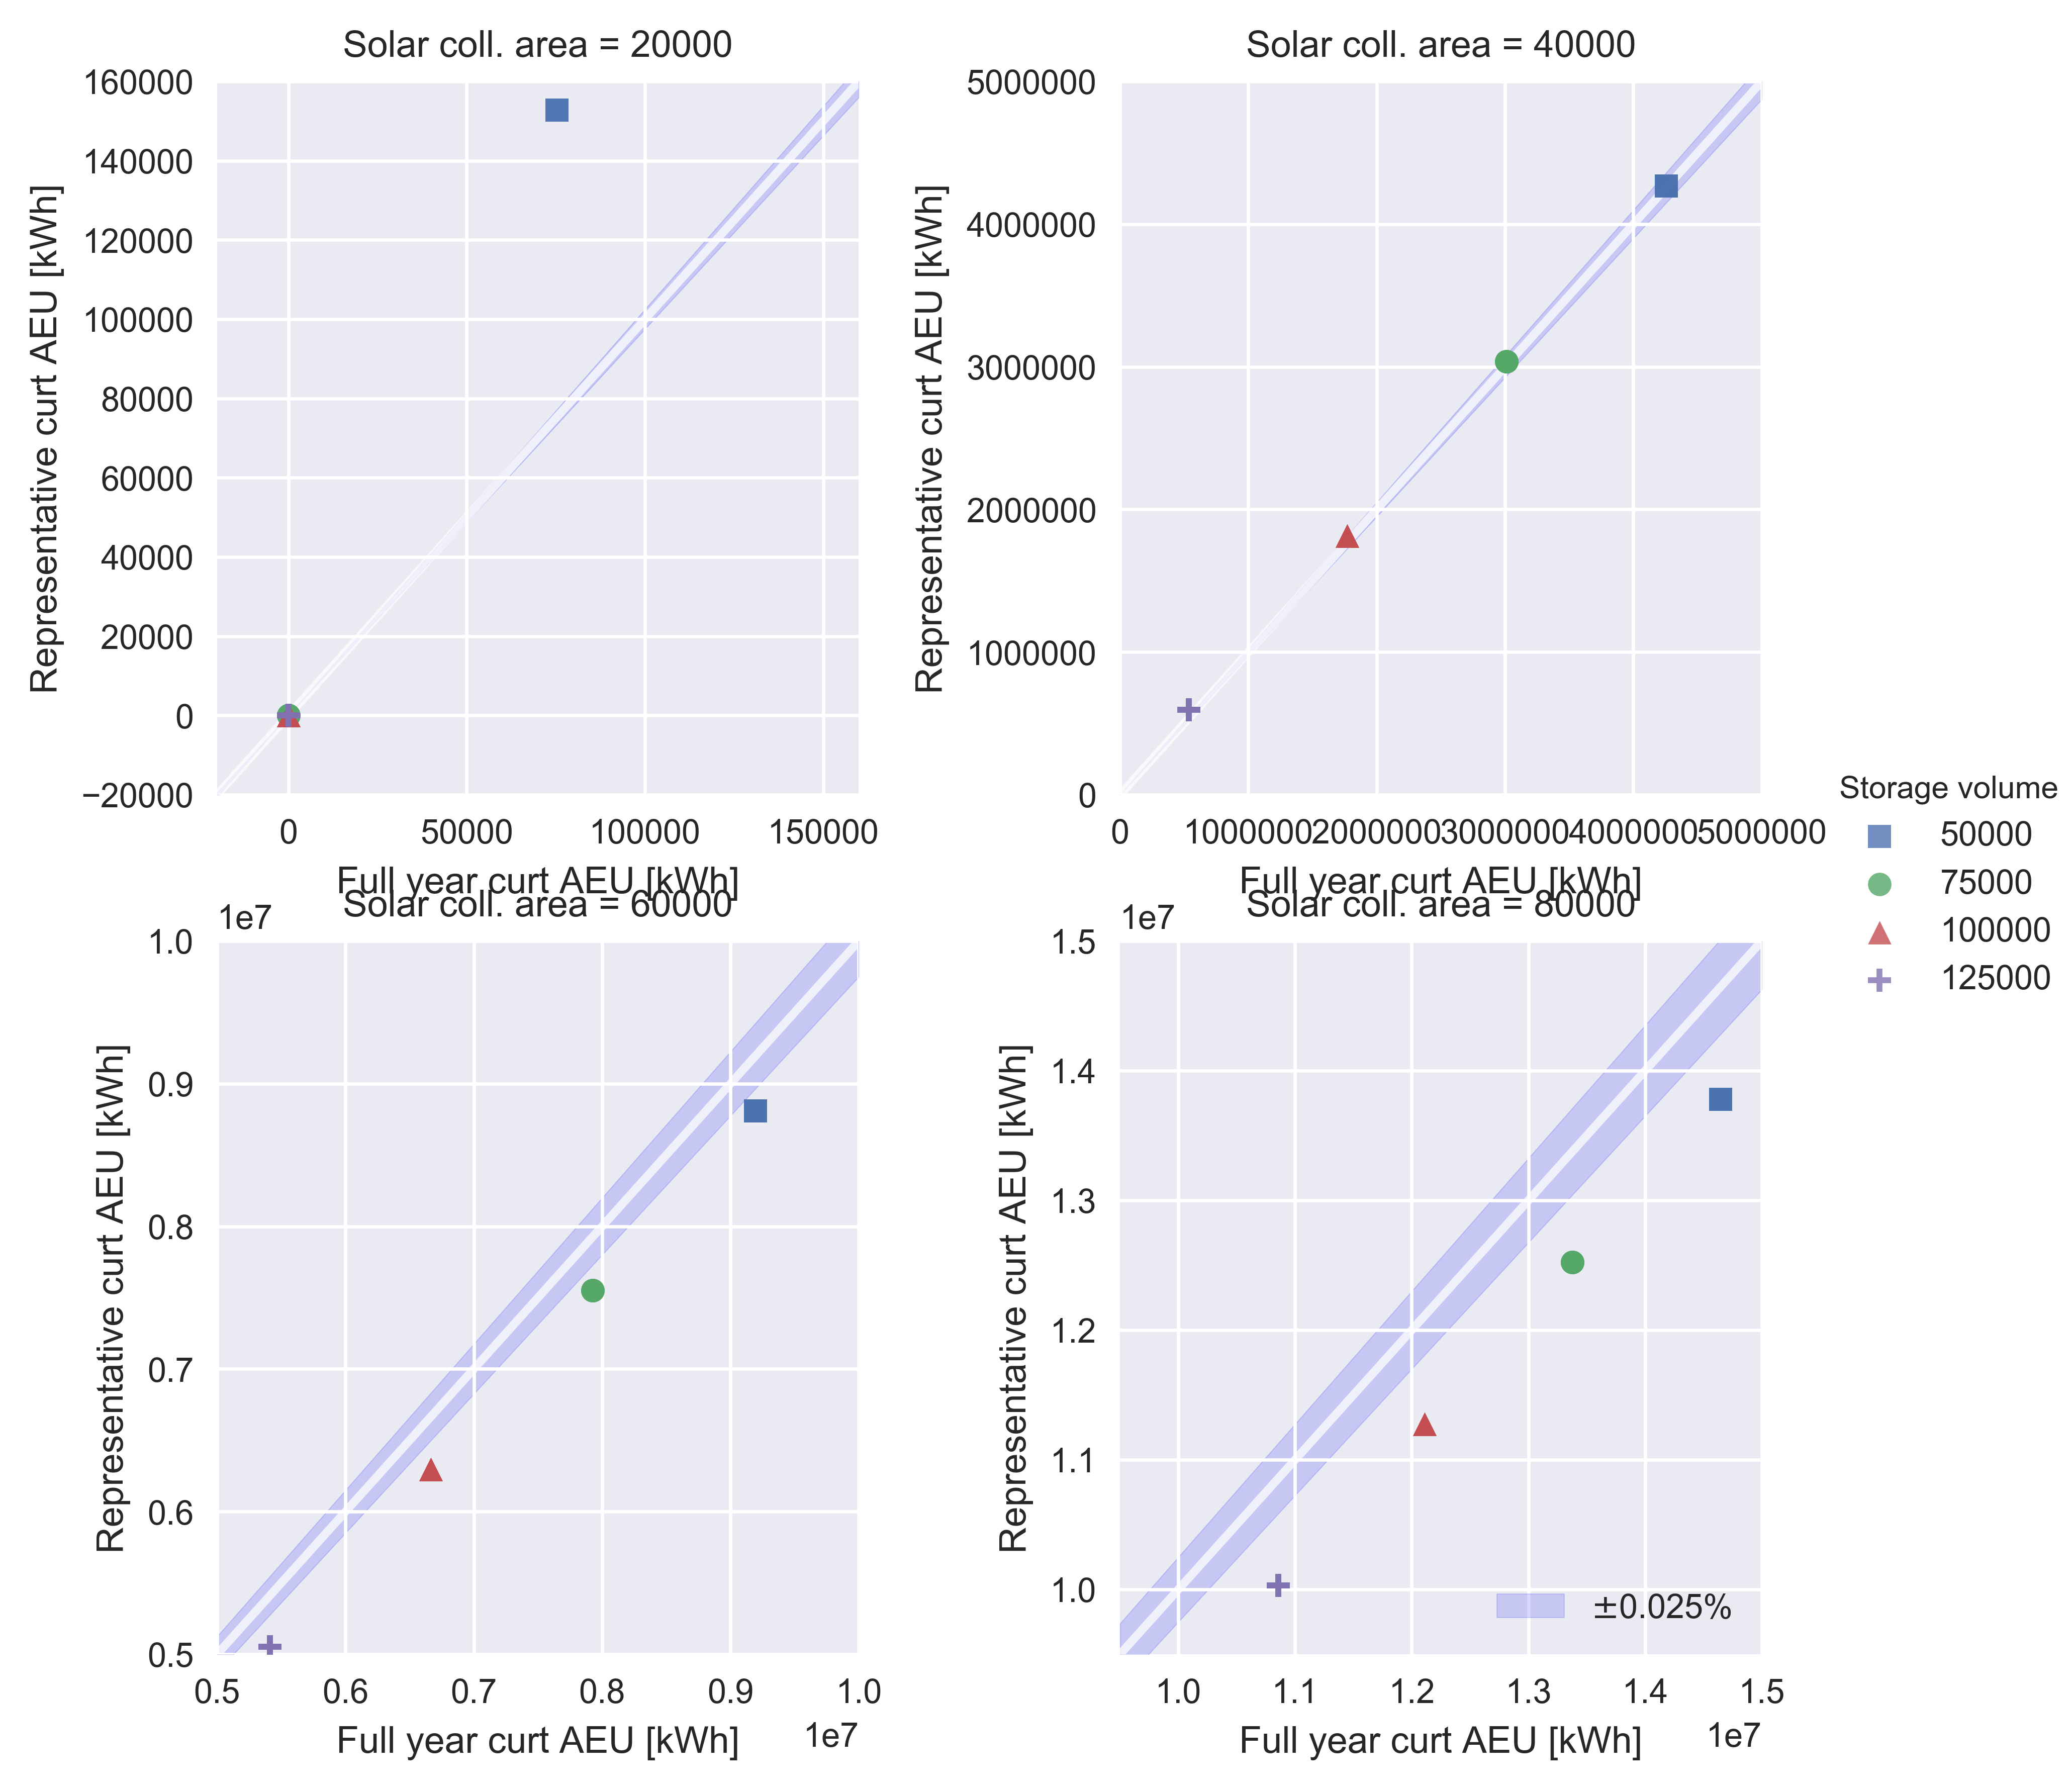 Solar coll. area = 20000
160000
140000
120000
100000
80000
60000
40000
20000
0
−20000
Representative curt AEU [kWh]
0 50000 100000 150000
Full year curt AEU [kWh]
Solar coll. area = 40000
5000000
4000000
3000000
2000000
1000000
0
Representative curt AEU [kWh]
0 1000000 2000000 3000000 4000000 5000000
Full year curt AEU [kWh]
Storage volume
50000
75000
100000
125000
Solar coll. area = 60000
1e7
1.0
0.9
0.8
0.7
0.6
0.5
Representative curt AEU [kWh]
0.5 0.6 0.7 0.8 0.9 1.0
Full year curt AEU [kWh]
1e7
Solar coll. area = 80000
1e7
1.5
1.4
1.3
1.2
1.1
1.0
Representative curt AEU [kWh]
±0.025%
1.0 1.1 1.2 1.3 1.4 1.5
Full year curt AEU [kWh]
1e7